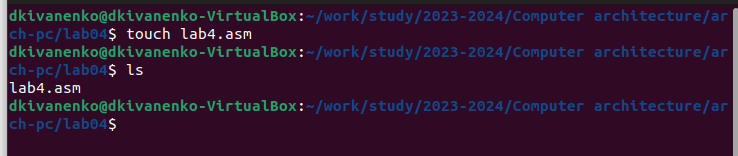 dkivanenko@dkivanenko-VirtualBox:~/work/study/2023-2024/Computer architecture/ar
ch-pc/lab04$ touch lab4.asm
dkivanenko@dkivanenko-VirtualBox:~/work/study/2023-2024/Computer architecture/ar
ch-pc/lab04$ ls
lab4.asm
dkivanenko@dkivanenko-VirtualBox:~/work/study/2023-2024/Computer architecture/ar
ch-pc/lab04$